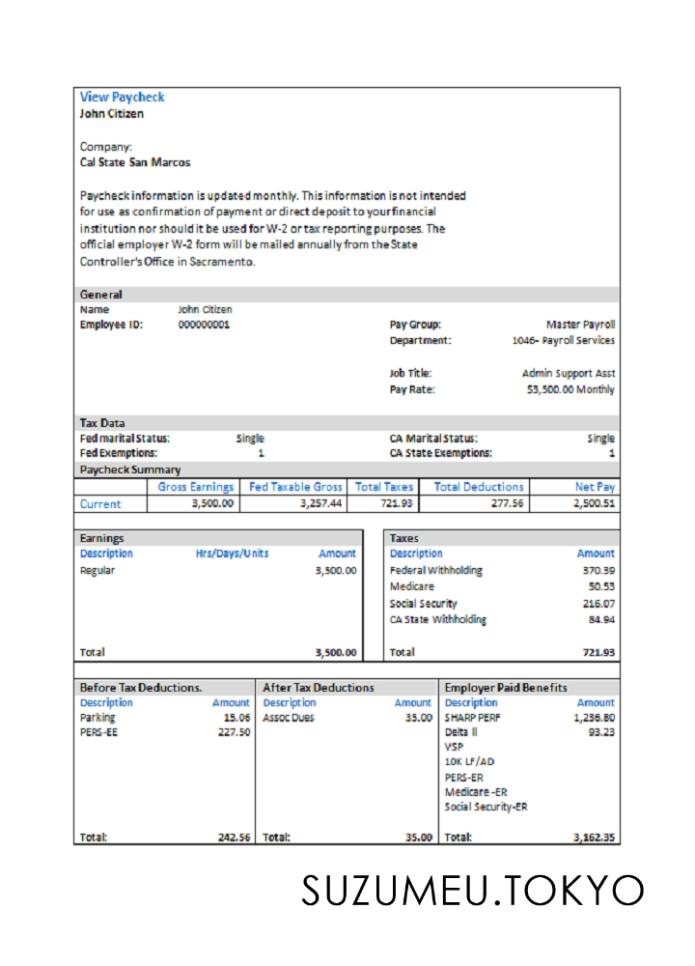 View Paycheck
John Citizen
Company:
Cal State San Marcos
Paycheck information is updated monthly. This information is not intended
for use as confirmation of payment or direct deposit to your financial
institution nor should it be used for W-2 or tax reporting purposes. The
official employer W-2 form will be mailed annually from the State
Controller's Office in Sacramento.
General
Name John Citizen
Employee ID: 000000001 Pay Group: Master Payroll
Department: 1046- Payroll Services
Job Title: Admin Support Asst
Pay Rate: $3,500.00 Monthly
Tax Data
Fed marital Status: Single CA Marital Status: Single
Fed Exemptions: 1 CA State Exemptions: 1
Paycheck Summary
Gross Earnings Fed Taxable Gross Total Taxes Total Deductions Net Pay
Current 3,500.00 3,257.44 721.93 277.56 2,500.51
Earnings
Description Hrs/Days/Units Amount
Regular 3,500.00
Total 3,500.00
Taxes
Description Amount
Federal Withholding 370.39
Medicare 50.53
Social Security 216.07
CA State Withholding 84.94
Total 721.93
Before Tax Deductions.
Description Amount
Parking 15.06
PERS-EE 227.50
Total: 242.56
After Tax Deductions
Description Amount
Assoc Dues 35.00
Total: 35.00
Employer Paid Benefits
Description Amount
SHARP PERF 1,236.80
Delta II 93.23
VSP
10K LF/AD
PERS-ER
Medicare -ER
Social Security-ER
Total: 3,162.35
SUZUMEU.TOKYO